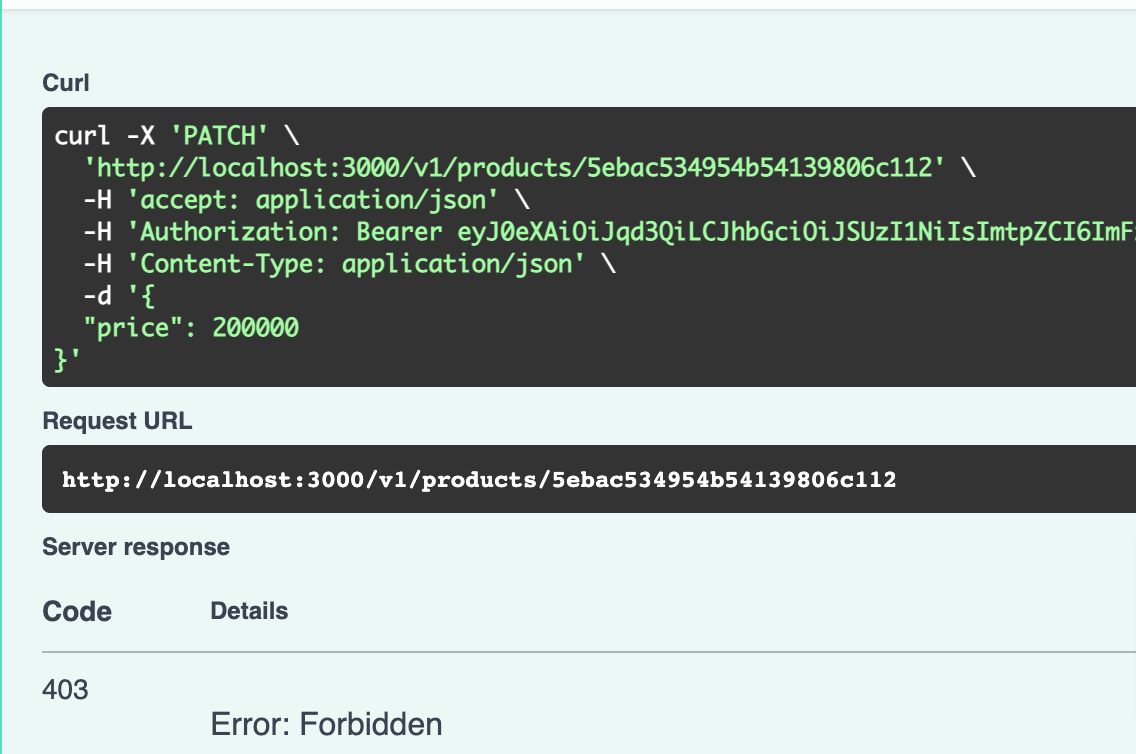 Curl
curl -X 'PATCH' \
'http://localhost:3000/v1/products/5ebac534954b54139806c112' \
-H 'accept: application/json' \
-H 'Authorization: Bearer eyJ0eXAiOiJqd3QiLCJhbGciOiJSUzI1NiIsImtpZCI6ImF
-H 'Content-Type: application/json' \
-d '{
"price": 200000
}'
Request URL
http://localhost:3000/v1/products/5ebac534954b54139806c112
Server response
Code Details
403
Error: Forbidden